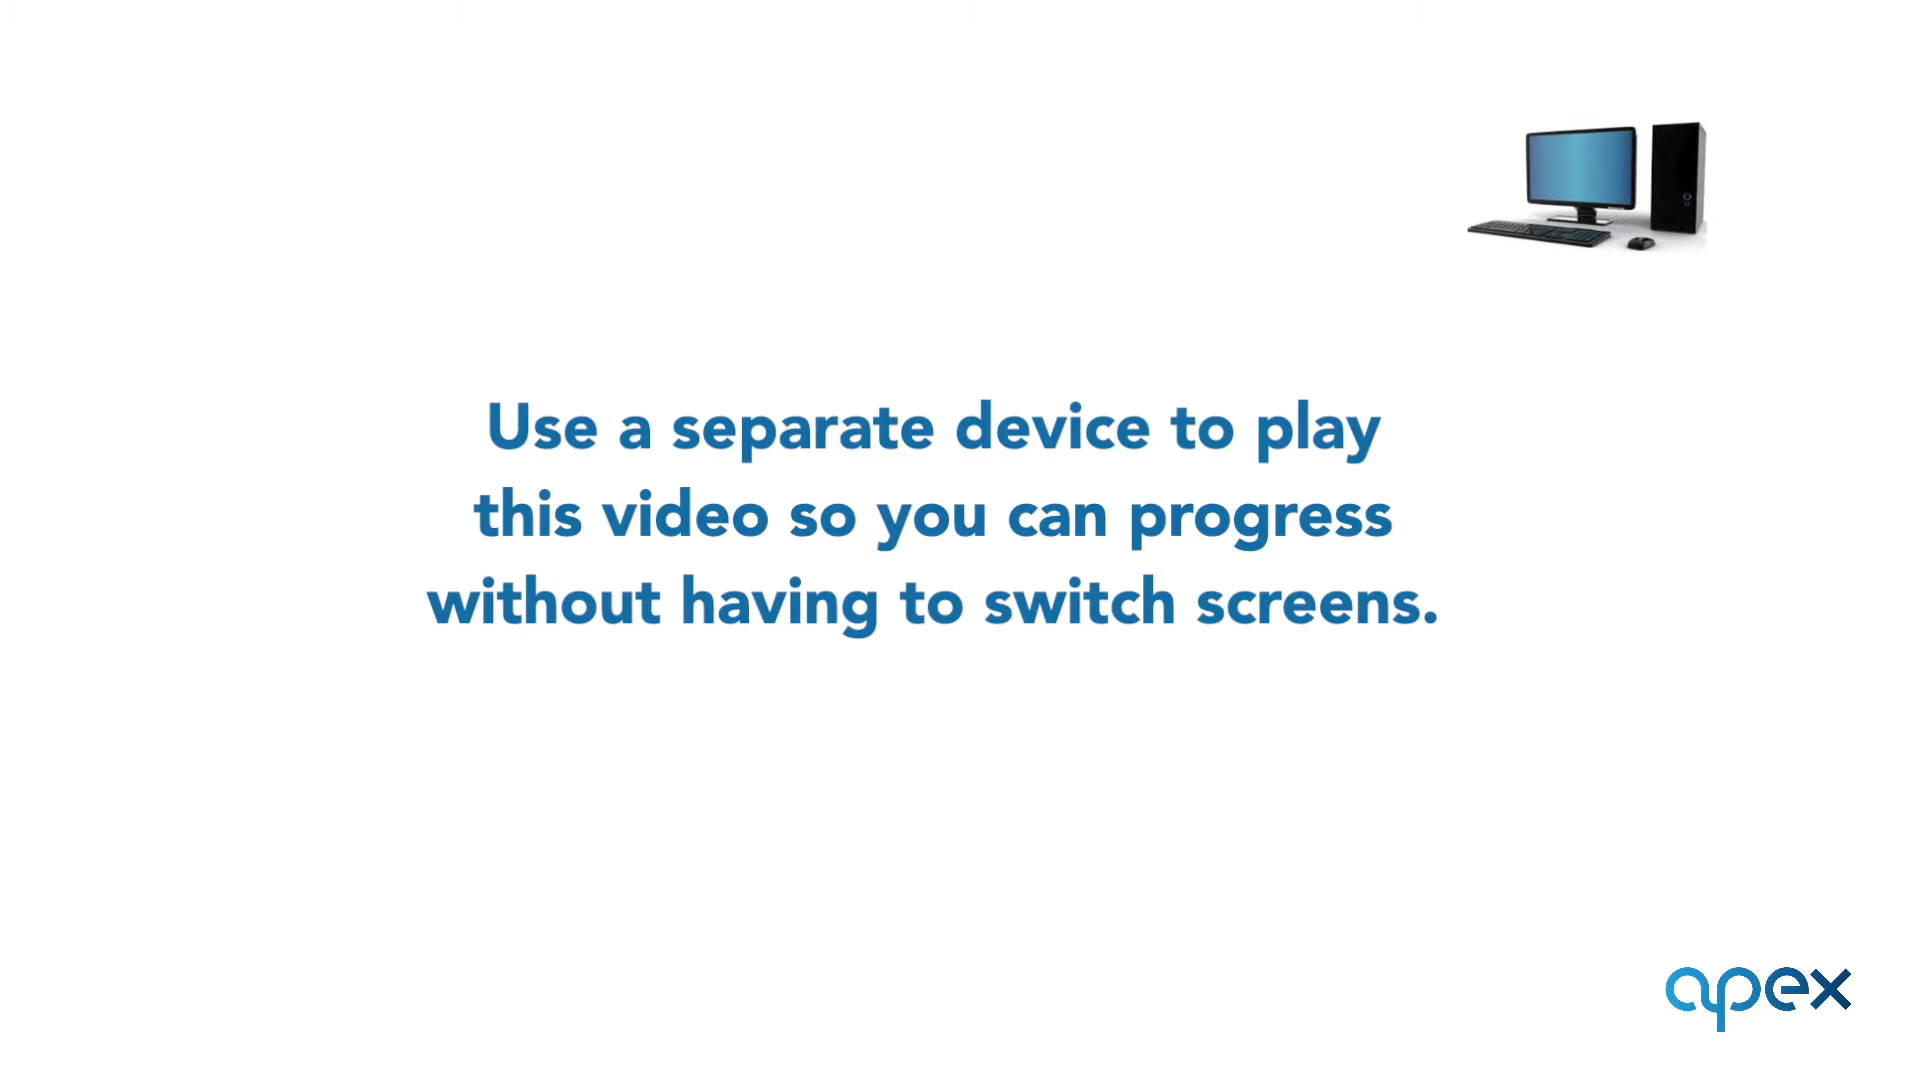 Use a separate device to play
this video so you can progress
without having to switch screens.
apex